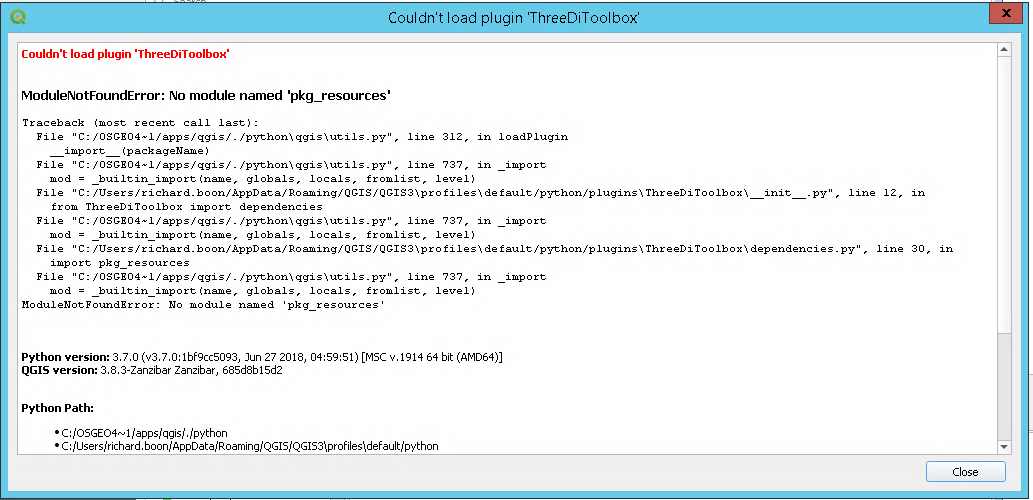 Couldn't load plugin 'ThreeDiToolbox'
Couldn't load plugin 'ThreeDiToolbox'
ModuleNotFoundError: No module named 'pkg_resources'
Traceback (most recent call last):
  File "C:/OSGEO4~1/apps/qgis/./python\qgis\utils.py", line 312, in loadPlugin
    __import__(packageName)
  File "C:/OSGEO4~1/apps/qgis/./python\qgis\utils.py", line 737, in _import
    mod = _builtin_import(name, globals, locals, fromlist, level)
  File "C:/Users/richard.boon/AppData/Roaming/QGIS/QGIS3\profiles\default/python/plugins\ThreeDiToolbox\__init__.py", line 12, in
    from ThreeDiToolbox import dependencies
  File "C:/OSGEO4~1/apps/qgis/./python\qgis\utils.py", line 737, in _import
    mod = _builtin_import(name, globals, locals, fromlist, level)
  File "C:/Users/richard.boon/AppData/Roaming/QGIS/QGIS3\profiles\default/python/plugins\ThreeDiToolbox\dependencies.py", line 30, in
    import pkg_resources
  File "C:/OSGEO4~1/apps/qgis/./python\qgis\utils.py", line 737, in _import
    mod = _builtin_import(name, globals, locals, fromlist, level)
ModuleNotFoundError: No module named 'pkg_resources'
Python version: 3.7.0 (v3.7.0:1bf9cc5093, Jun 27 2018, 04:59:51) [MSC v.1914 64 bit (AMD64)]
QGIS version: 3.8.3-Zanzibar Zanzibar, 685d8b15d2
Python Path:
• C:/OSGEO4~1/apps/qgis/./python
• C:/Users/richard.boon/AppData/Roaming/QGIS/QGIS3\profiles\default/python
Close